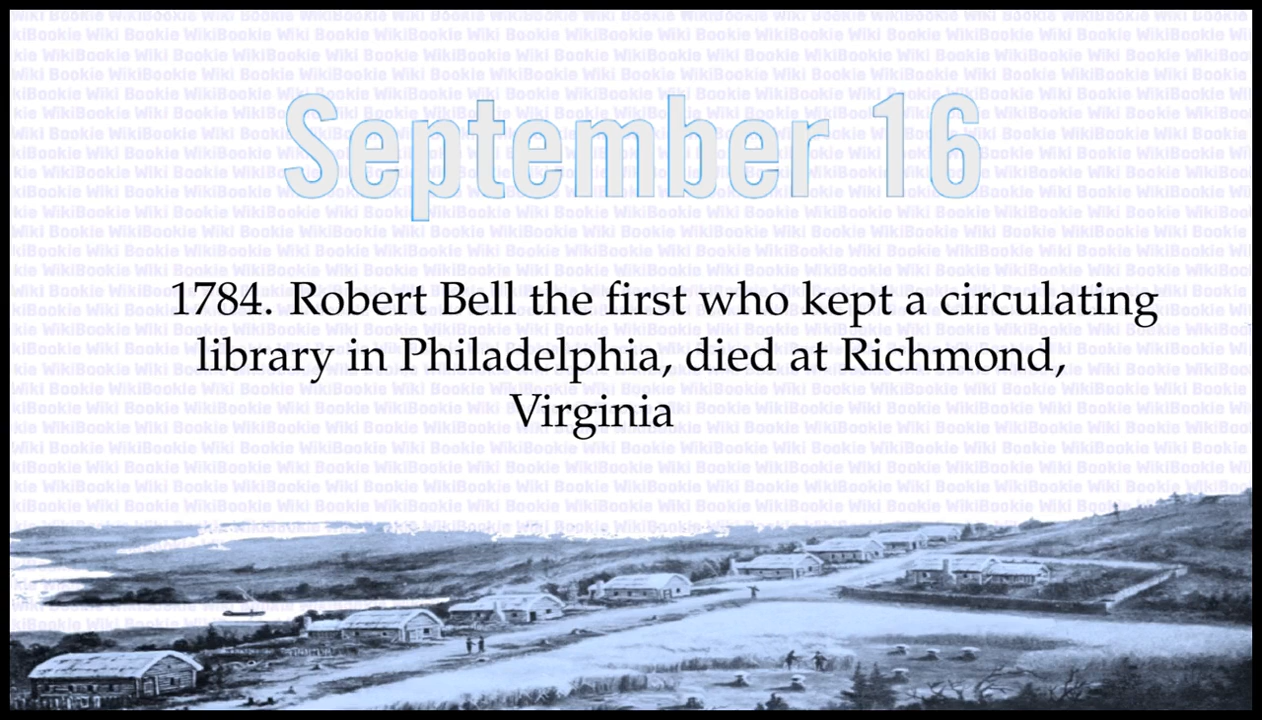 September 16
1784. Robert Bell the first who kept a circulating
library in Philadelphia, died at Richmond,
Virginia